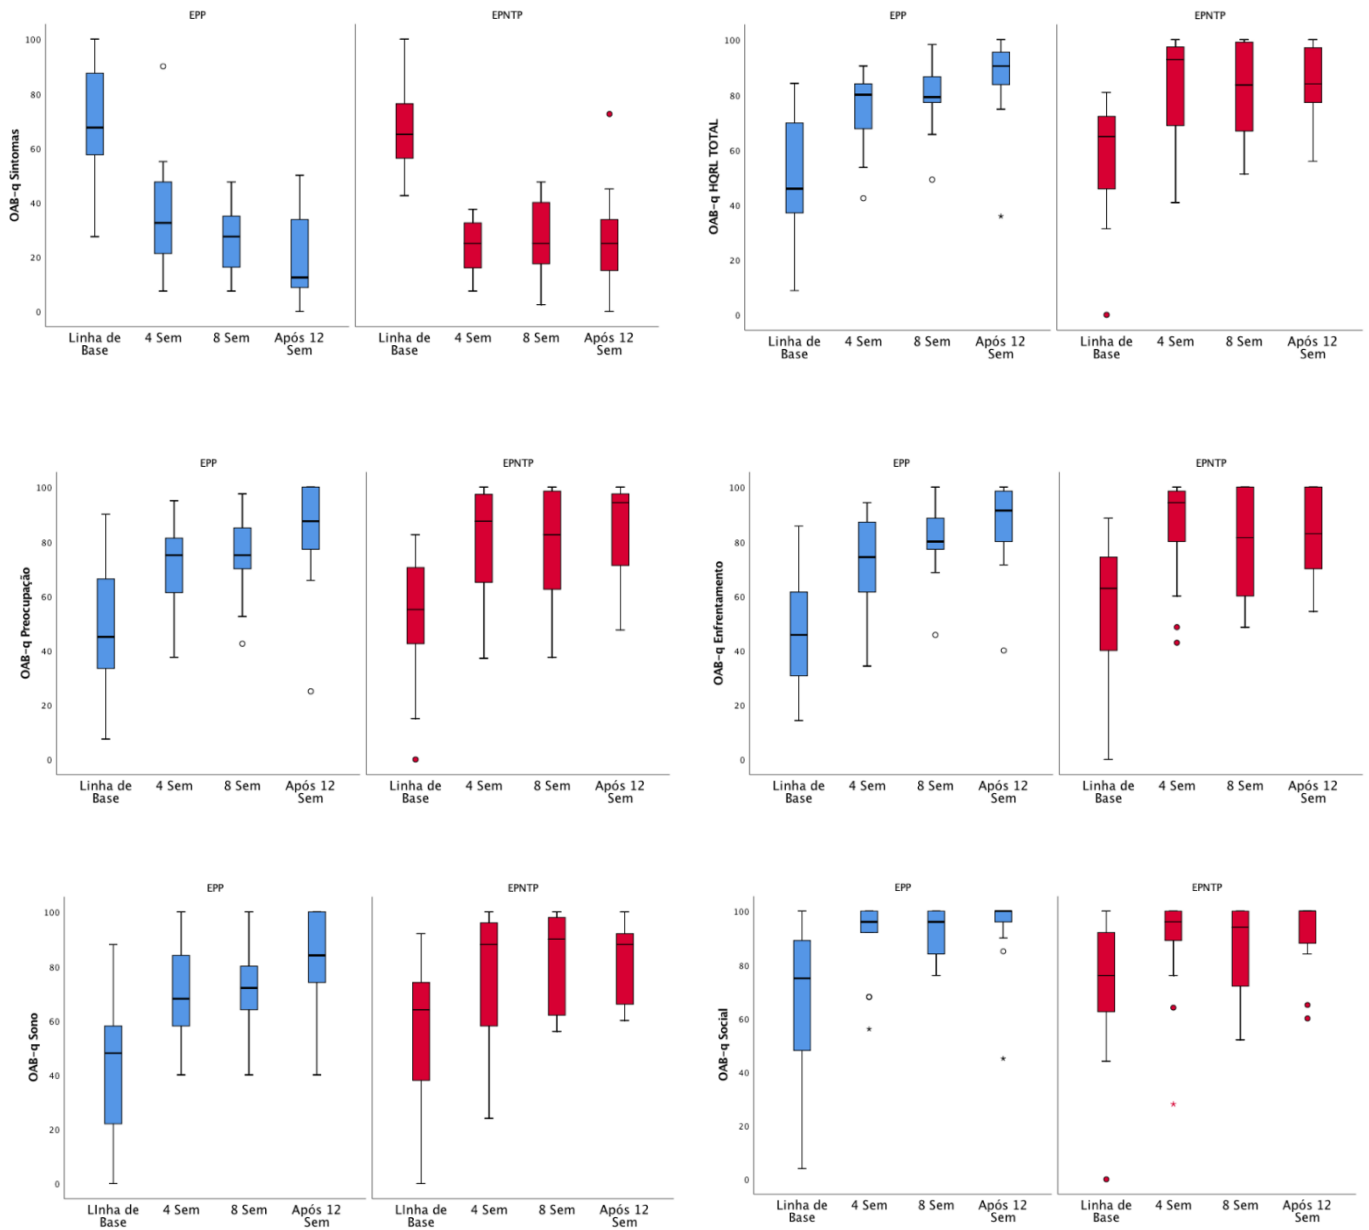 EPP EPNTP
OAB-q Sintomas
100
80
60
40
20
0
Linha de Base 4 Sem 8 Sem Após 12 Sem
Linha de Base 4 Sem 8 Sem Após 12 Sem
EPP EPNTP
OAB-q HQRL TOTAL
100
80
60
40
20
0
Linha de Base 4 Sem 8 Sem Após 12 Sem
Linha de Base 4 Sem 8 Sem Após 12 Sem
EPP EPNTP
OAB-q Preocupação
100
80
60
40
20
0
Linha de Base 4 Sem 8 Sem Após 12 Sem
Linha de Base 4 Sem 8 Sem Após 12 Sem
EPP EPNTP
OAB-q Enfrentamento
100
80
60
40
20
0
Linha de Base 4 Sem 8 Sem Após 12 Sem
Linha de Base 4 Sem 8 Sem Após 12 Sem
EPP EPNTP
OAB-q Sono
100
80
60
40
20
0
LInha de Base 4 Sem 8 Sem Após 12 Sem
LInha de Base 4 Sem 8 Sem Após 12 Sem
EPP EPNTP
OAB-q Social
100
80
60
40
20
0
Linha de Base 4 Sem 8 Sem Após 12 Sem
Linha de Base 4 Sem 8 Sem Após 12 Sem